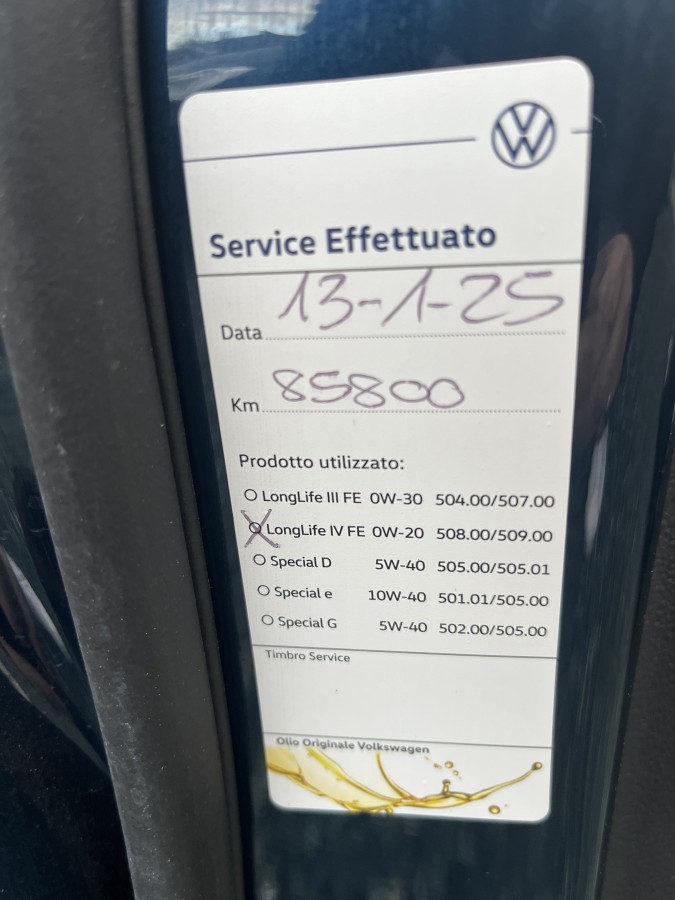 Service Effettuato
Data 13-1-25
Km 85800
Prodotto utilizzato:
LongLife III FE 0W-30 504.00/507.00
LongLife IV FE 0W-20 508.00/509.00
Special D 5W-40 505.00/505.01
Special e 10W-40 501.01/505.00
Special G 5W-40 502.00/505.00
Timbro Service
Olio Originale Volkswagen